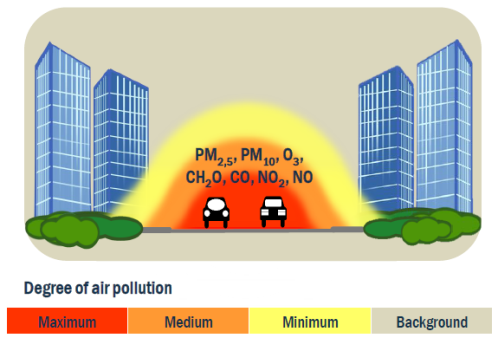 PM₂,₅, PM₁₀, O₃,
CH₂O, CO, NO₂, NO
Degree of air pollution
Maximum
Medium
Minimum
Background